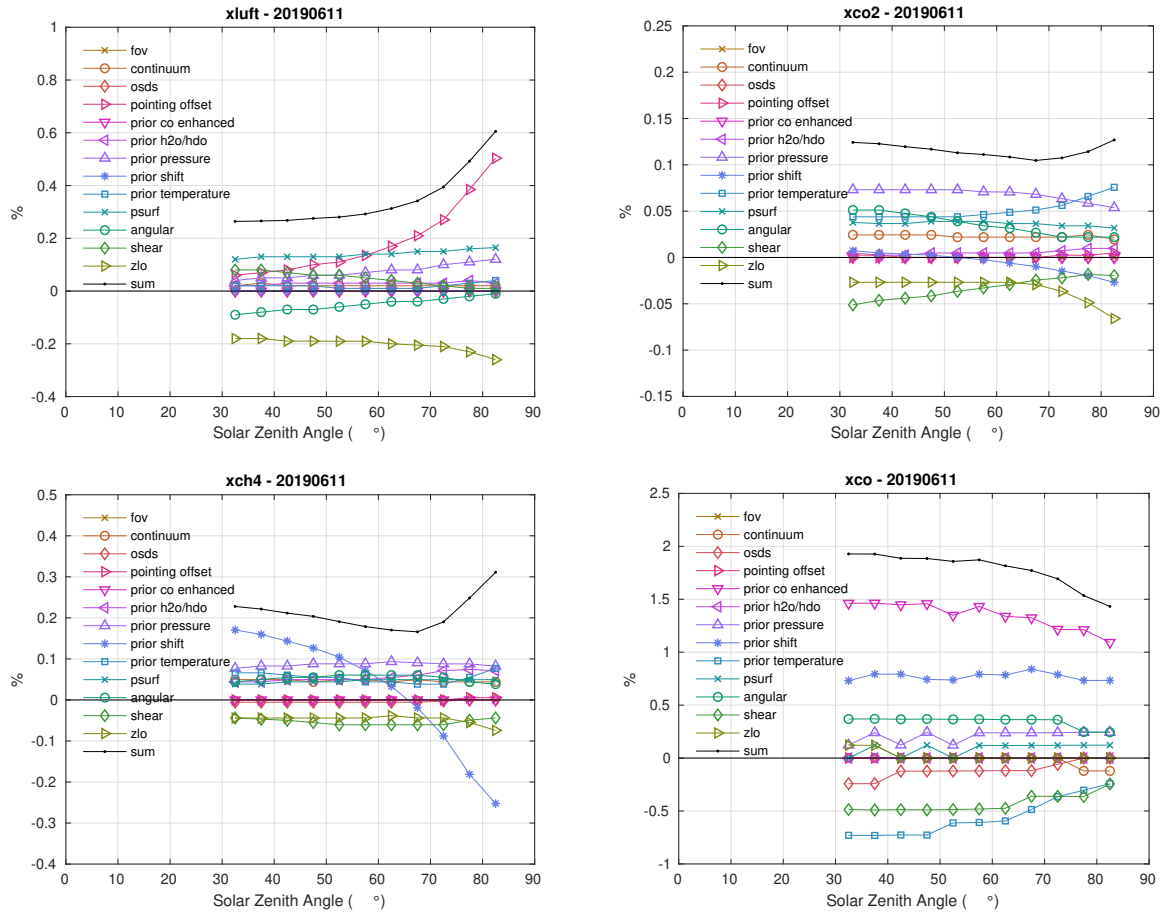 xluft - 20190611
1
0.8
0.6
0.4
0.2
0
-0.2
-0.4
%
fov
continuum
osds
pointing offset
prior co enhanced
prior h2o/hdo
prior pressure
prior shift
prior temperature
psurf
angular
shear
zlo
sum
0 10 20 30 40 50 60 70 80 90
Solar Zenith Angle ( °)
xco2 - 20190611
0.25
0.2
0.15
0.1
0.05
0
-0.05
-0.1
-0.15
%
fov
continuum
osds
pointing offset
prior co enhanced
prior h2o/hdo
prior pressure
prior shift
prior temperature
psurf
angular
shear
zlo
sum
0 10 20 30 40 50 60 70 80 90
Solar Zenith Angle ( °)
xch4 - 20190611
0.5
0.4
0.3
0.2
0.1
0
-0.1
-0.2
-0.3
-0.4
%
fov
continuum
osds
pointing offset
prior co enhanced
prior h2o/hdo
prior pressure
prior shift
prior temperature
psurf
angular
shear
zlo
sum
0 10 20 30 40 50 60 70 80 90
Solar Zenith Angle ( °)
xco - 20190611
2.5
2
1.5
1
0.5
0
-0.5
-1
%
fov
continuum
osds
pointing offset
prior co enhanced
prior h2o/hdo
prior pressure
prior shift
prior temperature
psurf
angular
shear
zlo
sum
0 10 20 30 40 50 60 70 80 90
Solar Zenith Angle ( °)